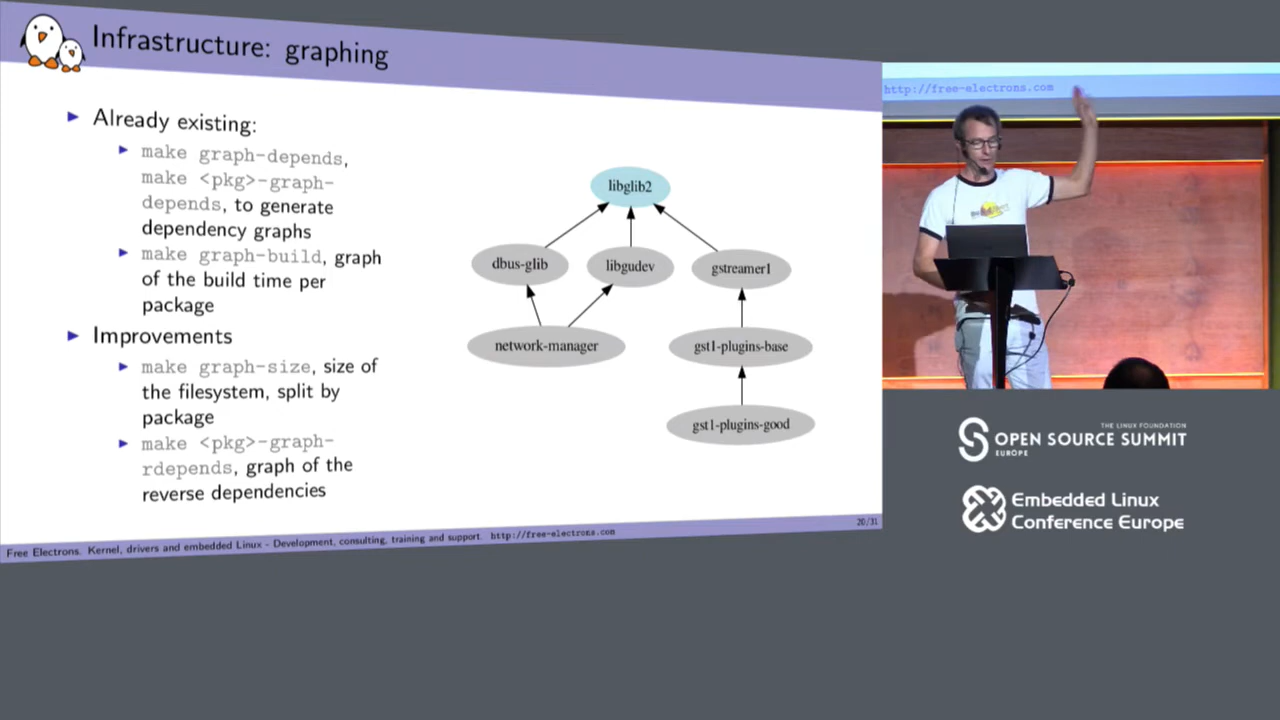 Infrastructure: graphing
Already existing:
make graph-depends,
make <pkg>-graph-
depends, to generate
dependency graphs
make graph-build, graph
of the build time per
package
Improvements
make graph-size, size of
the filesystem, split by
package
make <pkg>-graph-
rdepends, graph of the
reverse dependencies
libglib2
dbus-glib
libgudev
gstreamer1
network-manager
gst1-plugins-base
gst1-plugins-good
20/31
Free Electrons. Kernel, drivers and embedded Linux - Development, consulting, training and support. http://free-electrons.com
http://free-electrons.com
THE LINUX FOUNDATION
OPEN SOURCE SUMMIT
EUROPE
Embedded Linux
Conference Europe